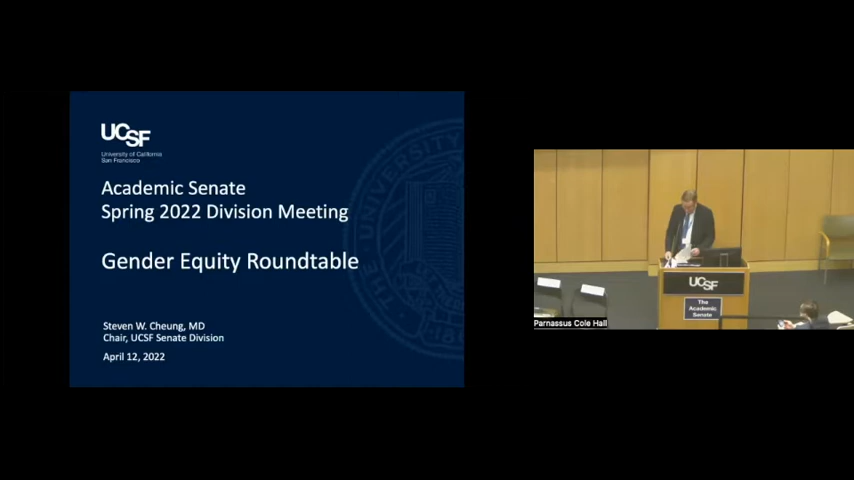 UCSF
University of California
San Francisco
Academic Senate
Spring 2022 Division Meeting
Gender Equity Roundtable
Steven W. Cheung, MD
Chair, UCSF Senate Division
April 12, 2022
UCSF
The
Academic
Senate
Parnassus Cole Hall